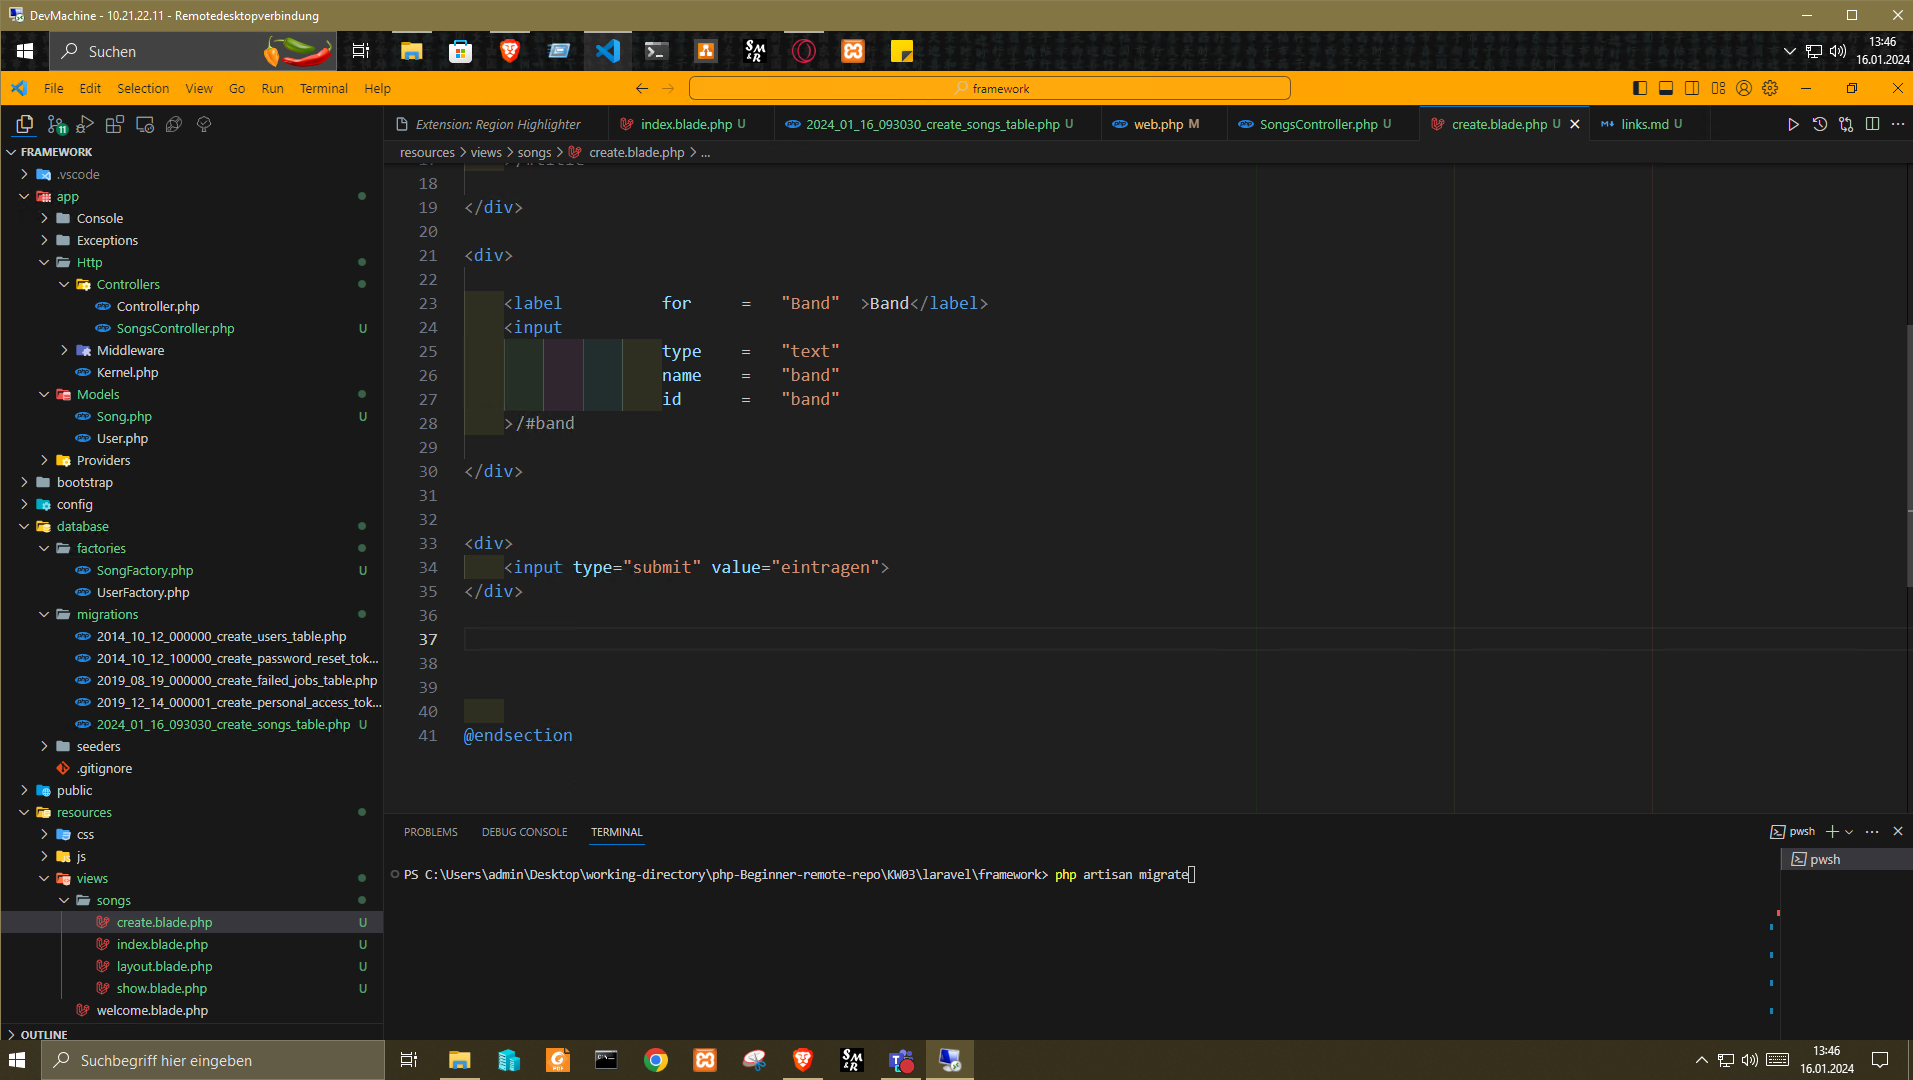 DevMachine - 10.21.22.11 - Remotedesktopverbindung
Suchen
SM&R
13:46
16.01.2024
File Edit Selection View Go Run Terminal Help
framework
11
Extension: Region Highlighter
index.blade.php U
2024_01_16_093030_create_songs_table.php U
web.php M
SongsController.php U
create.blade.php U
links.md U
FRAMEWORK
.vscode
app
Console
Exceptions
Http
Controllers
Controller.php
SongsController.php U
Middleware
Kernel.php
Models
Song.php U
User.php
Providers
bootstrap
config
database
factories
SongFactory.php U
UserFactory.php
migrations
2014_10_12_000000_create_users_table.php
2014_10_12_100000_create_password_reset_tok...
2019_08_19_000000_create_failed_jobs_table.php
2019_12_14_000001_create_personal_access_tok...
2024_01_16_093030_create_songs_table.php U
seeders
.gitignore
public
resources
css
js
views
songs
create.blade.php U
index.blade.php U
layout.blade.php U
show.blade.php U
welcome.blade.php
OUTLINE
resources > views > songs > create.blade.php > ...
18
19 </div>
20
21 <div>
22
23 <label for = "Band" >Band</label>
24 <input
25 type = "text"
26 name = "band"
27 id = "band"
28 >/#band
29
30 </div>
31
32
33 <div>
34 <input type="submit" value="eintragen">
35 </div>
36
37
38
39
40
41 @endsection
PROBLEMS DEBUG CONSOLE TERMINAL
pwsh
PS C:\Users\admin\Desktop\working-directory\php-Beginner-remote-repo\KW03\laravel\framework> php artisan migrate
pwsh
Suchbegriff hier eingeben
SM&R
13:46
16.01.2024